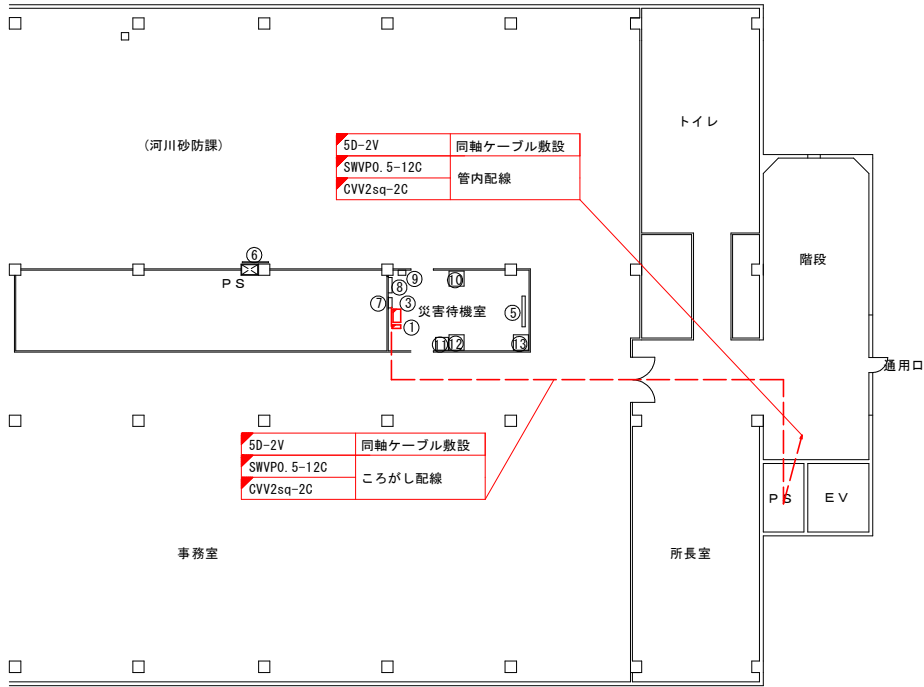 トイレ
(河川砂防課)
5D-2V 同軸ケーブル敷設
SWVP0.5-12C 管内配線
CVV2sq-2C
階段
⑥
PS
⑨
⑧
⑩
⑦
③
災害待機室
⑤
①
⑪
⑫
⑬
通用口
5D-2V 同軸ケーブル敷設
SWVP0.5-12C ころがし配線
CVV2sq-2C
PS
EV
事務室
所長室